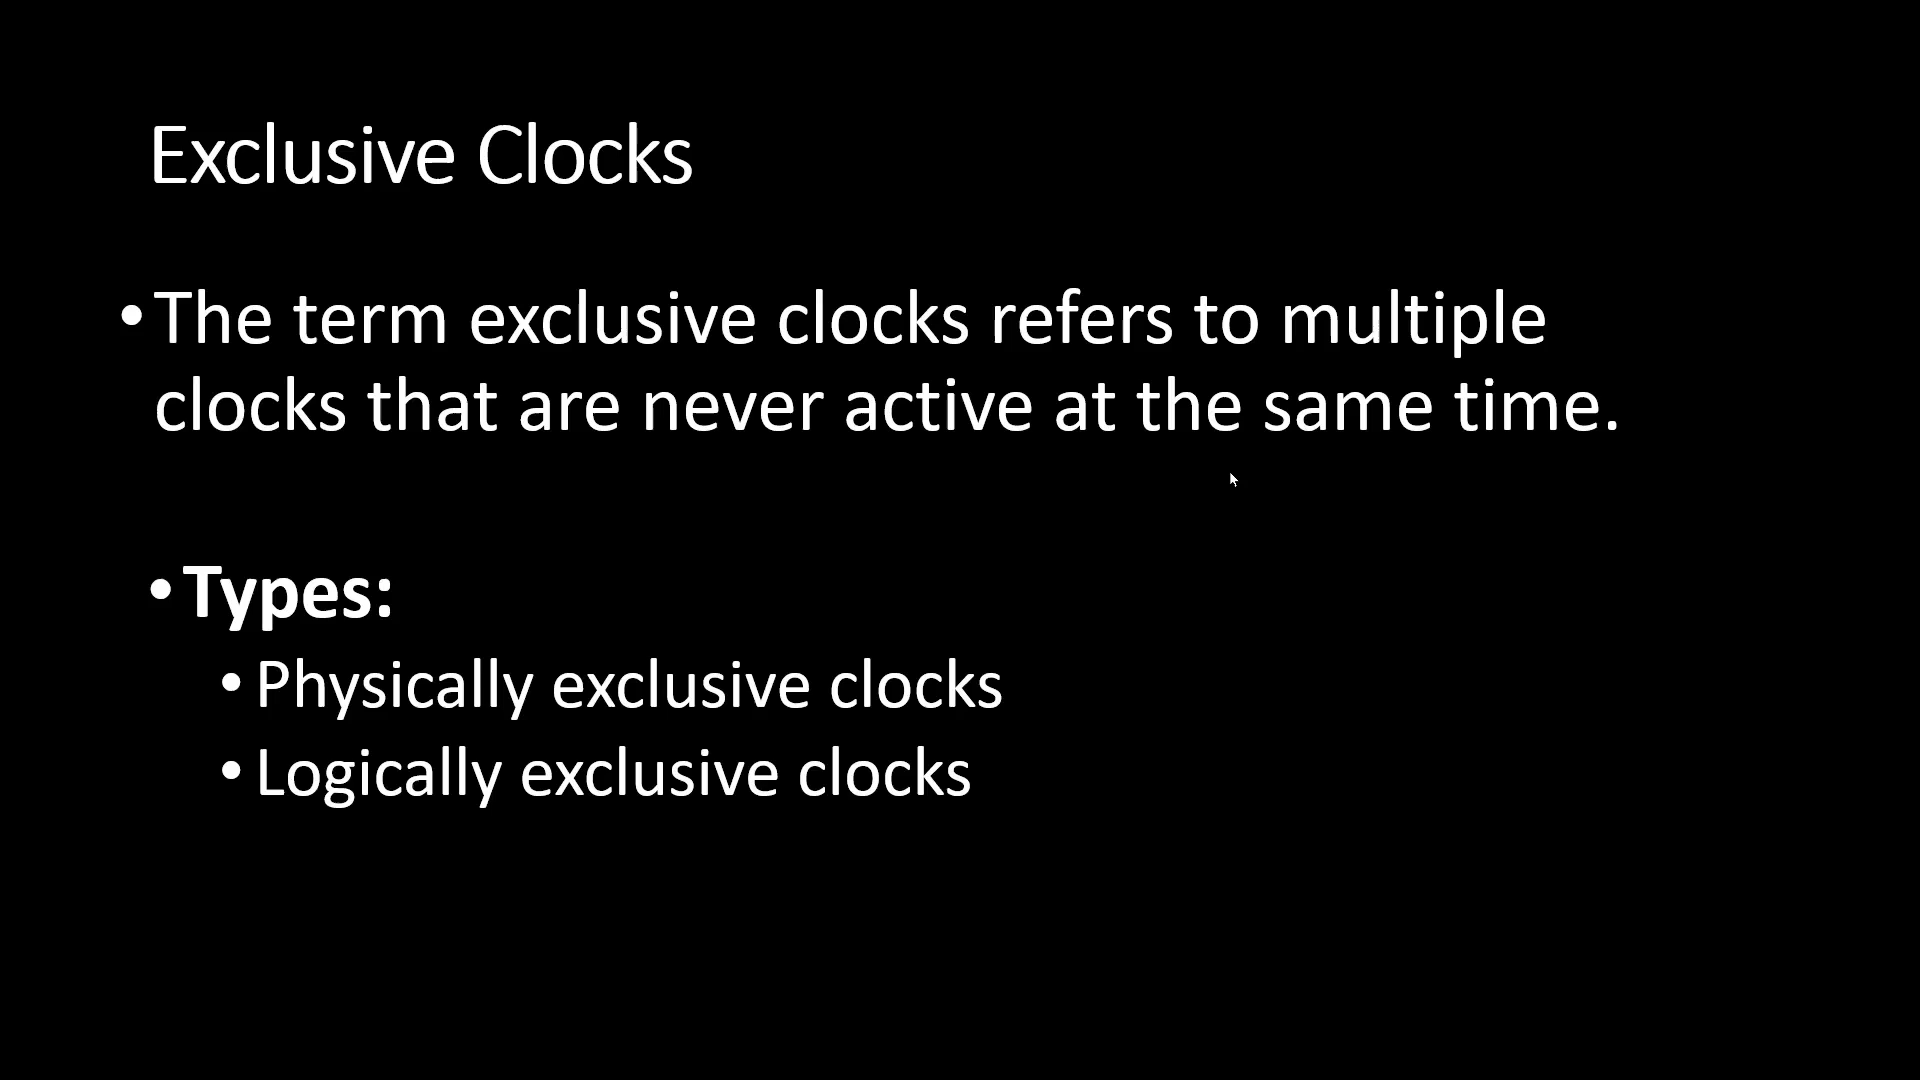 Exclusive Clocks
• The term exclusive clocks refers to multiple
clocks that are never active at the same time.
• Types:
• Physically exclusive clocks
• Logically exclusive clocks